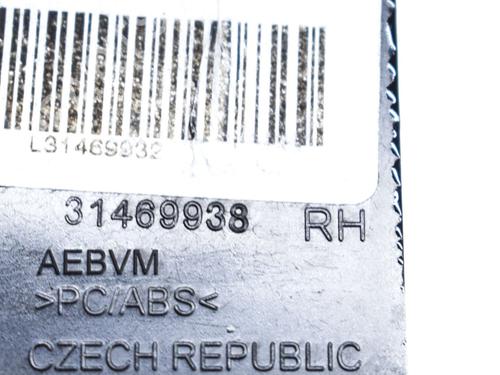 L31469932
31469938 RH
AEBVM
>PC/ABS<
CZECH REPUBLIC